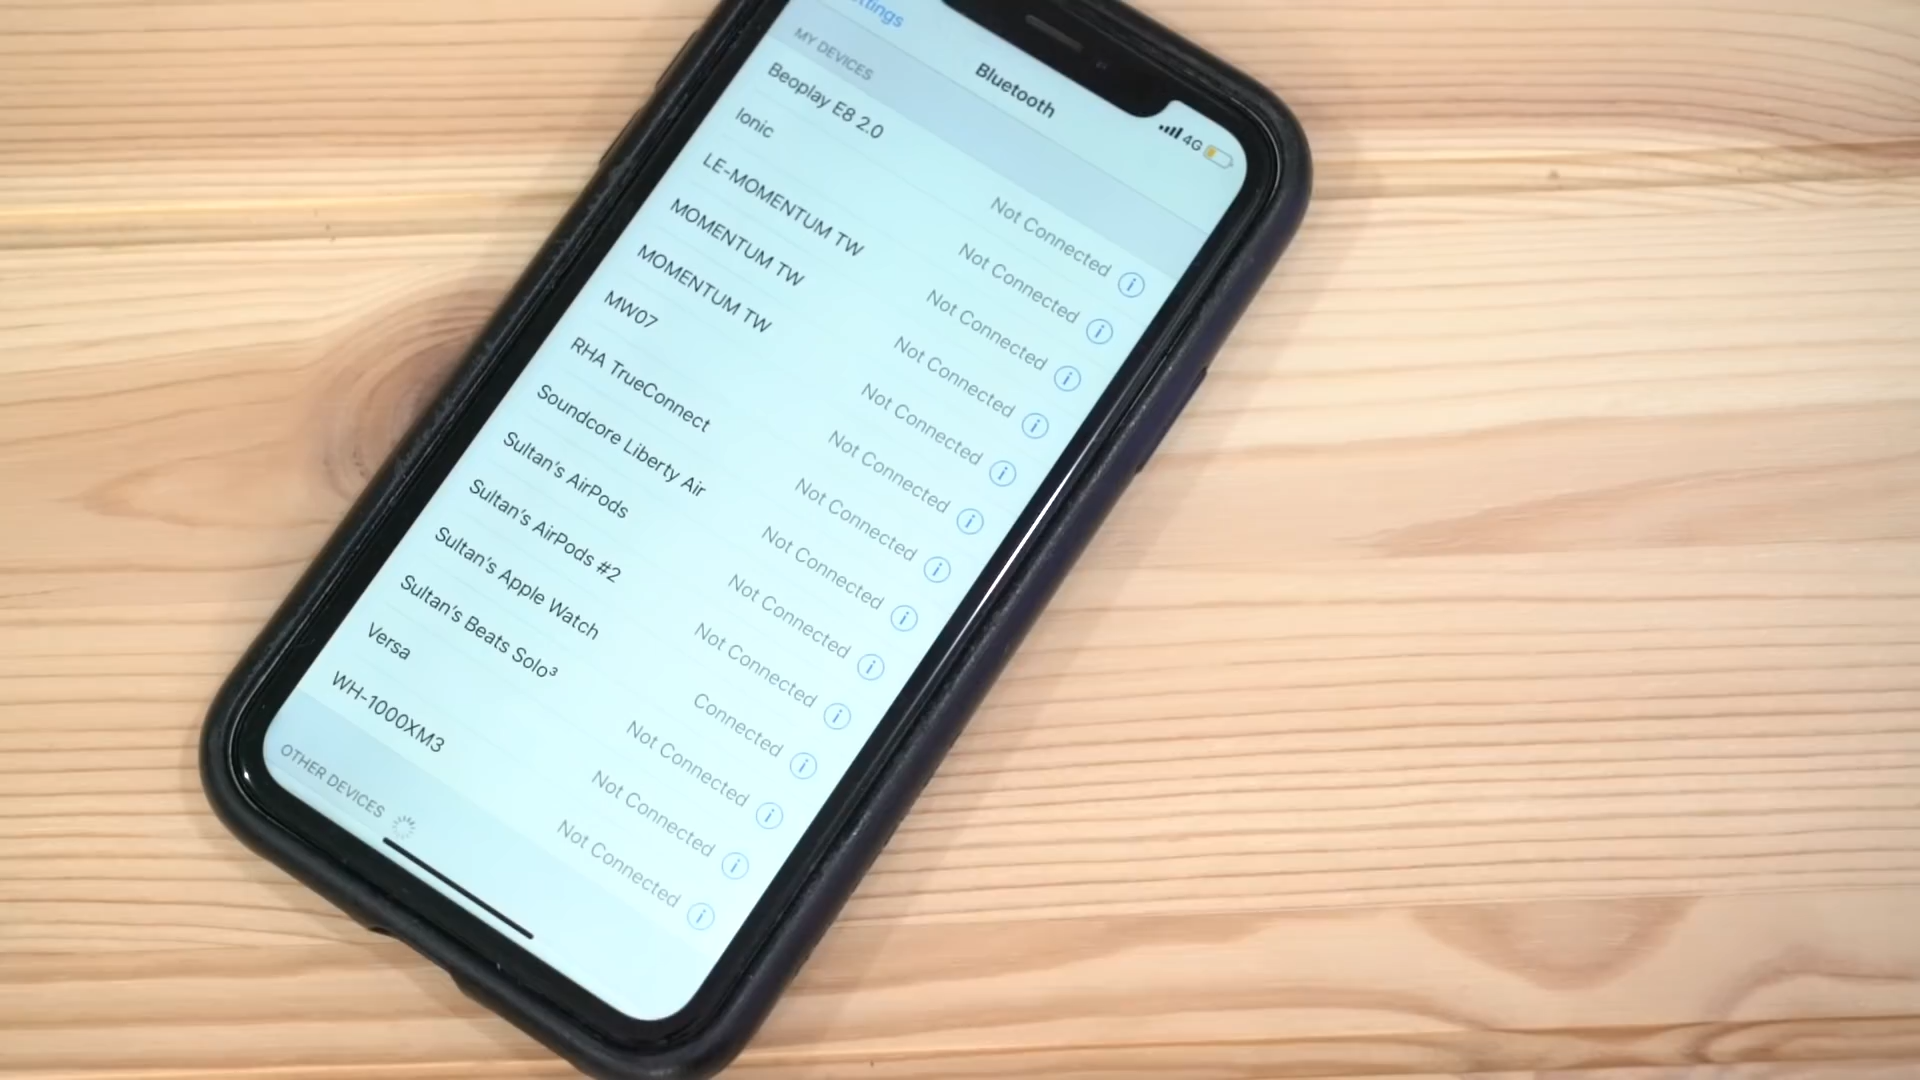 ttings
Bluetooth
4G
MY DEVICES
Beoplay E8 2.0 Not Connected
Ionic Not Connected
LE-MOMENTUM TW Not Connected
MOMENTUM TW Not Connected
MOMENTUM TW Not Connected
MW07 Not Connected
RHA TrueConnect Not Connected
Soundcore Liberty Air Not Connected
Sultan's AirPods Not Connected
Sultan's AirPods #2 Not Connected
Sultan's Apple Watch Connected
Sultan's Beats Solo³ Not Connected
Versa Not Connected
WH-1000XM3 Not Connected
OTHER DEVICES